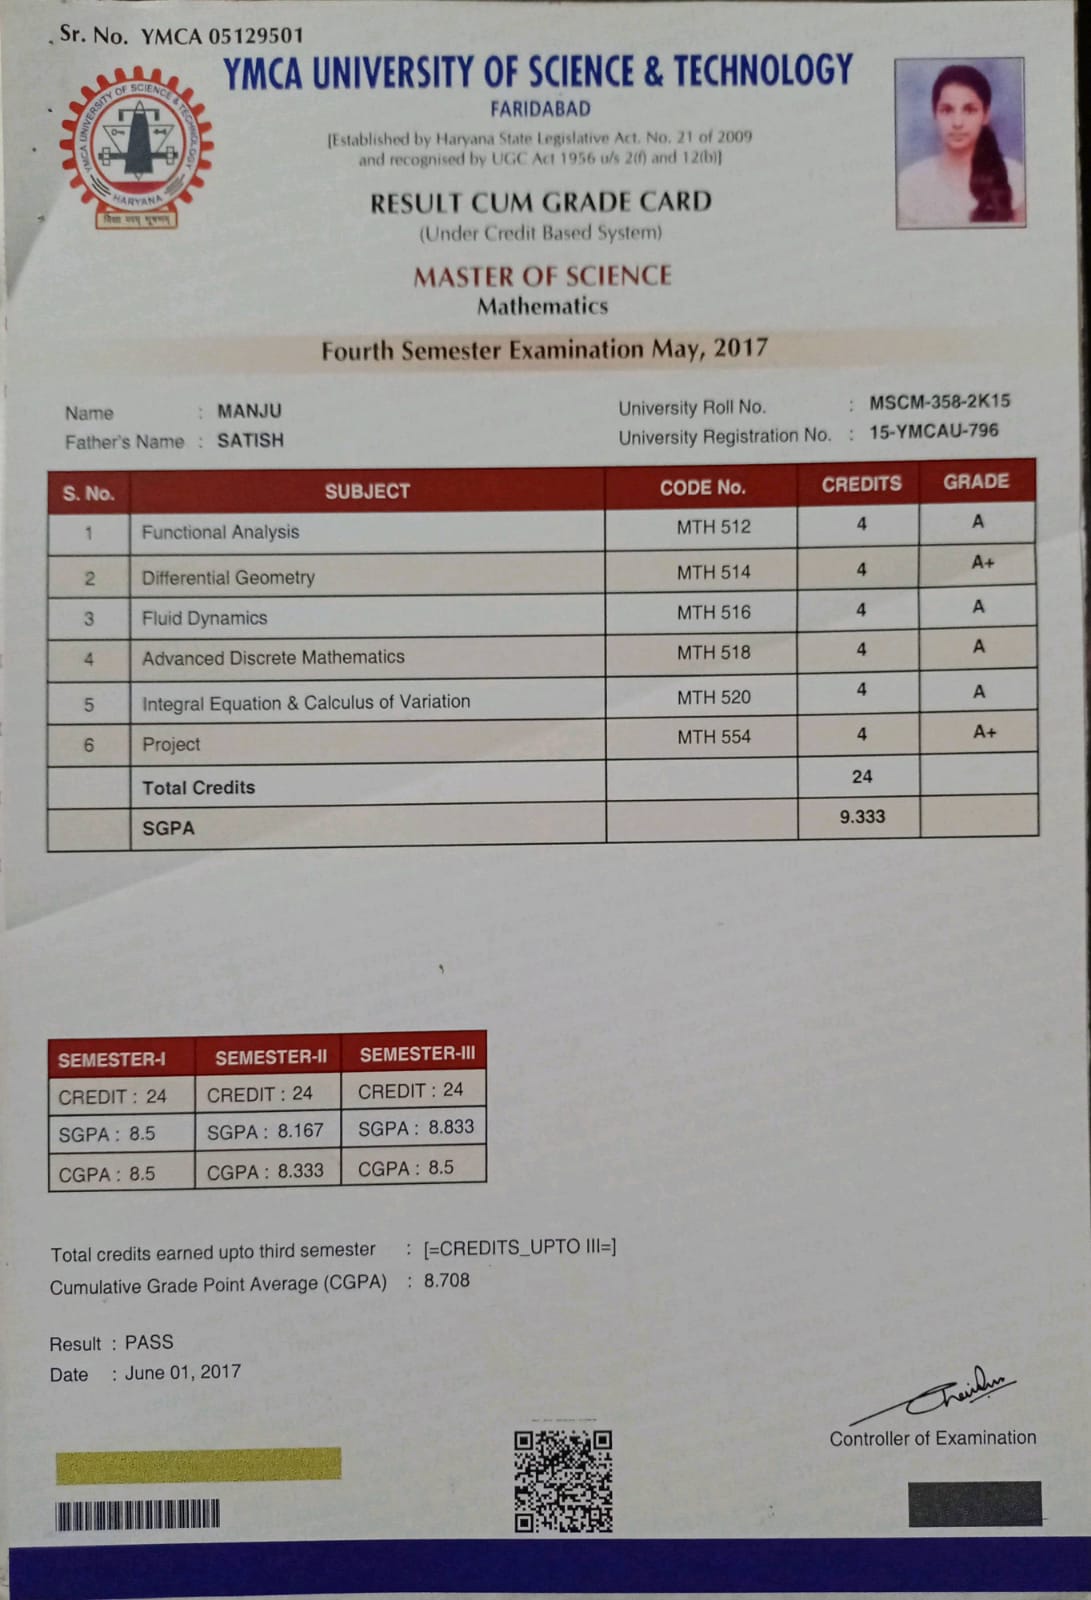 Sr. No. YMCA 05129501
YMCA UNIVERSITY OF SCIENCE & TECHNOLOGY
FARIDABAD
[Established by Haryana State Legislative Act. No. 21 of 2009
and recognised by UGC Act 1956 u/s 2(f) and 12(b)]
YMCA UNIVERSITY OF SCIENCE & TECHNOLOGY
HARYANA
विद्या परम् भूषणम्
RESULT CUM GRADE CARD
(Under Credit Based System)
MASTER OF SCIENCE
Mathematics
Fourth Semester Examination May, 2017
Name : MANJU University Roll No. : MSCM-358-2K15
Father's Name : SATISH University Registration No. : 15-YMCAU-796
S. No. SUBJECT CODE No. CREDITS GRADE
1 Functional Analysis MTH 512 4 A
2 Differential Geometry MTH 514 4 A+
3 Fluid Dynamics MTH 516 4 A
4 Advanced Discrete Mathematics MTH 518 4 A
5 Integral Equation & Calculus of Variation MTH 520 4 A
6 Project MTH 554 4 A+
Total Credits 24
SGPA 9.333
SEMESTER-I SEMESTER-II SEMESTER-III
CREDIT : 24 CREDIT : 24 CREDIT : 24
SGPA : 8.5 SGPA : 8.167 SGPA : 8.833
CGPA : 8.5 CGPA : 8.333 CGPA : 8.5
Total credits earned upto third semester : [=CREDITS_UPTO III=]
Cumulative Grade Point Average (CGPA) : 8.708
Result : PASS
Date : June 01, 2017
Controller of Examination